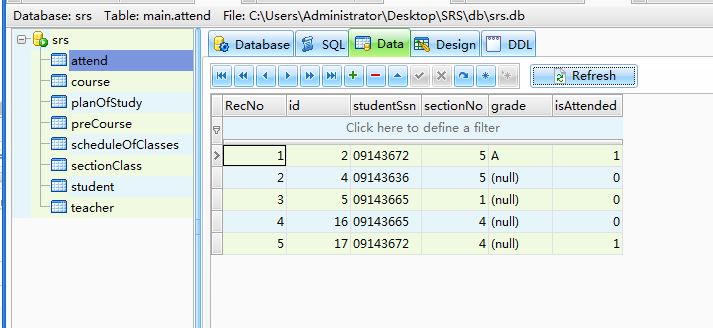 Database: srs   Table: main.attend   File: C:\Users\Administrator\Desktop\SRS\db\srs.db
srs
attend
course
planOfStudy
preCourse
scheduleOfClasses
sectionClass
student
teacher
Database SQL Data Design DDL
Refresh
RecNo id studentSsn sectionNo grade isAttended
Click here to define a filter
1 2 09143672 5 A 1
2 4 09143636 5 (null) 0
3 5 09143665 1 (null) 0
4 16 09143665 4 (null) 0
5 17 09143672 4 (null) 1